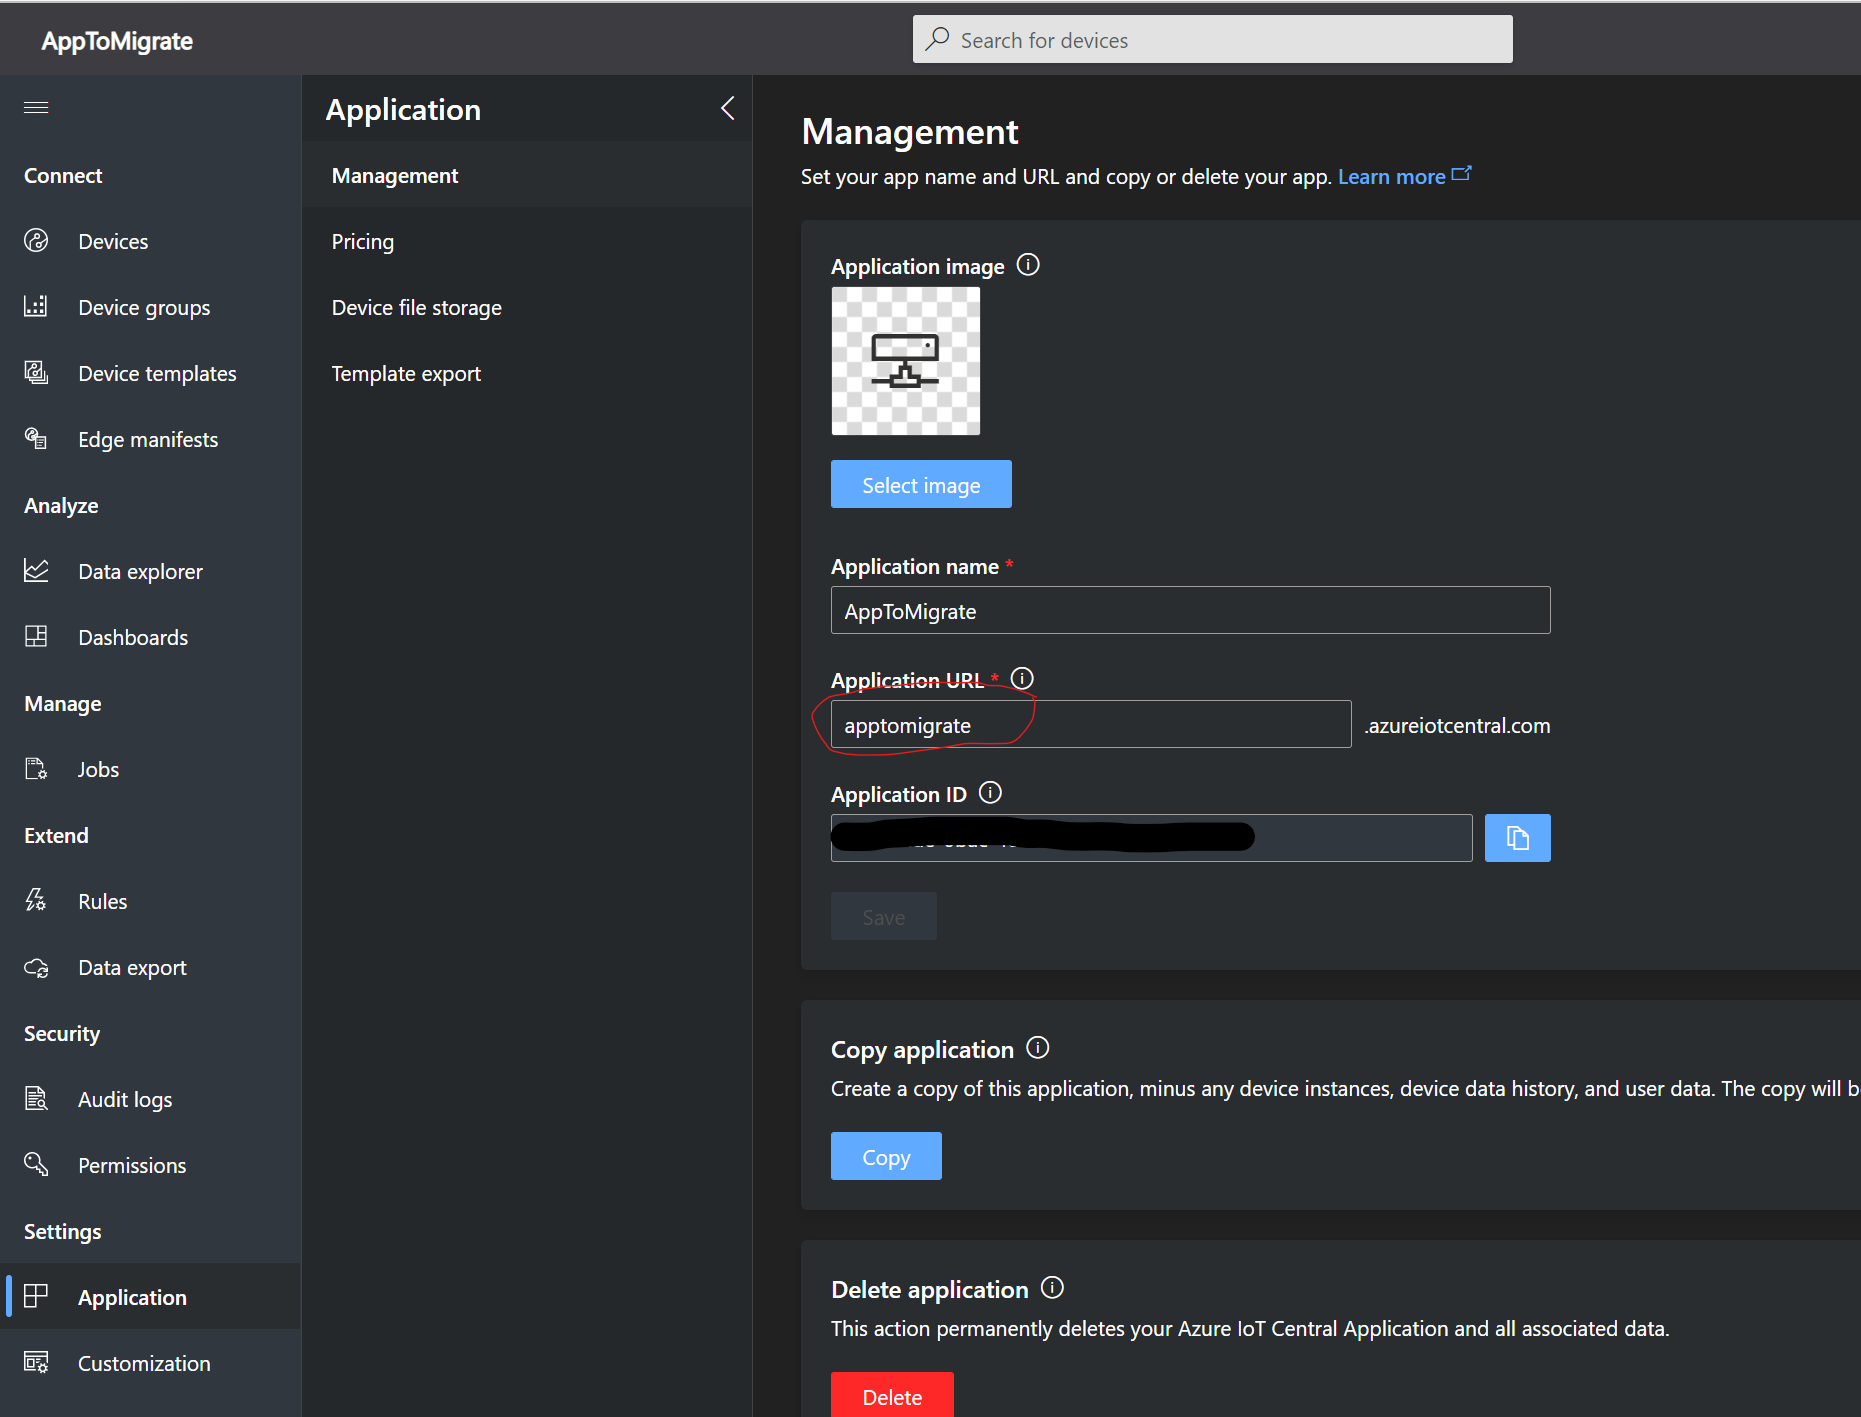 AppToMigrate
Search for devices
Connect
Devices
Device groups
Device templates
Edge manifests
Analyze
Data explorer
Dashboards
Manage
Jobs
Extend
Rules
Data export
Security
Audit logs
Permissions
Settings
Application
Customization
Application
Management
Pricing
Device file storage
Template export
Management
Set your app name and URL and copy or delete your app. Learn more
Application image
Select image
Application name *
AppToMigrate
Application URL *
apptomigrate .azureiotcentral.com
Application ID
Save
Copy application
Create a copy of this application, minus any device instances, device data history, and user data. The copy will b
Copy
Delete application
This action permanently deletes your Azure IoT Central Application and all associated data.
Delete